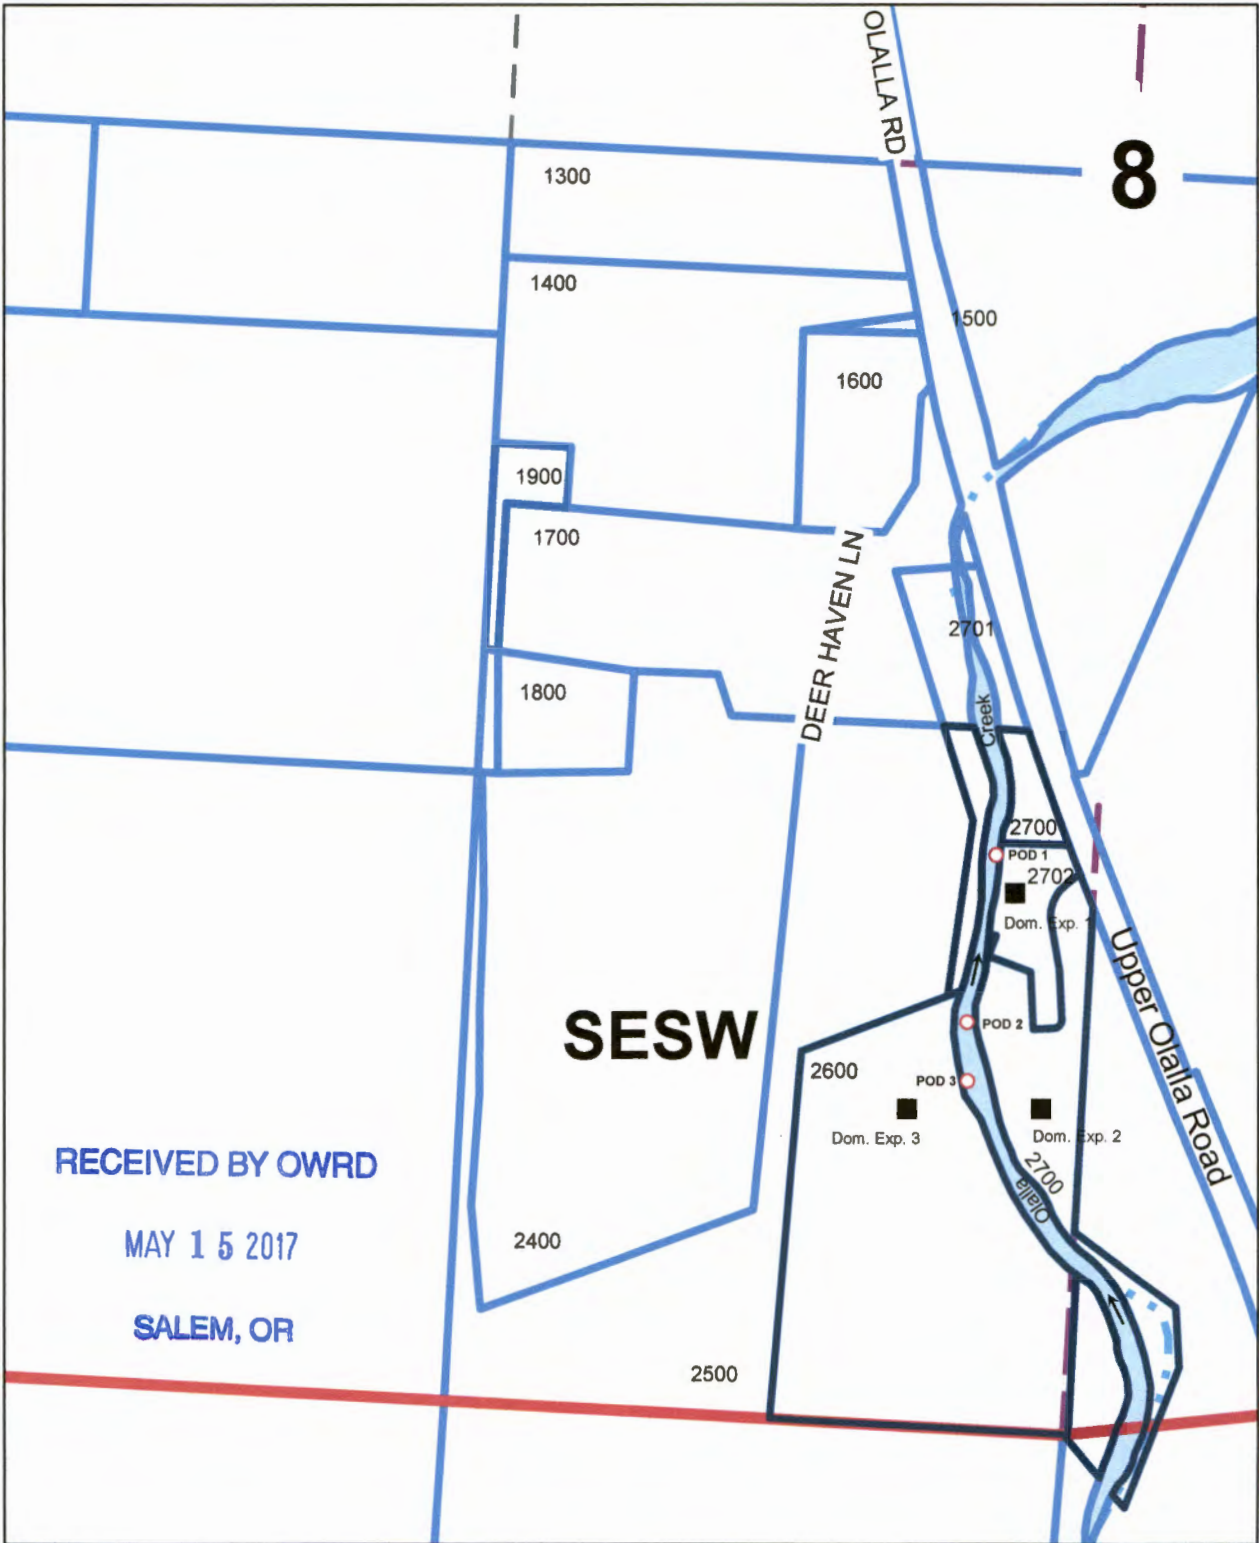 OLALLA RD
8
1300
1400
1500
1600
1900
1700
DEER HAVEN LN
2701
1800
Creek
2700
POD 1
2702
Dom. Exp. 1
Upper Olalla Road
SESW
POD 2
2600
POD 3
Dom. Exp. 3
Dom. Exp. 2
2700
Olalla
RECEIVED BY OWRD
MAY 15 2017
SALEM, OR
2400
2500